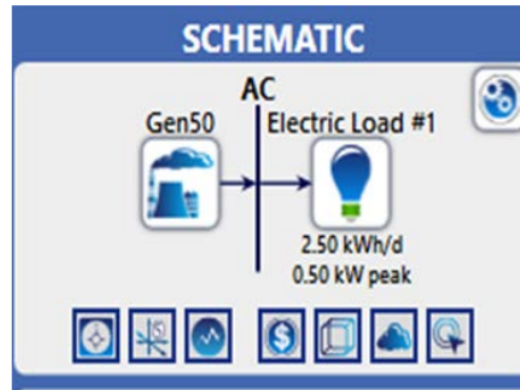 SCHEMATIC
AC
Gen50
Electric Load #1
2.50 kWh/d
0.50 kW peak